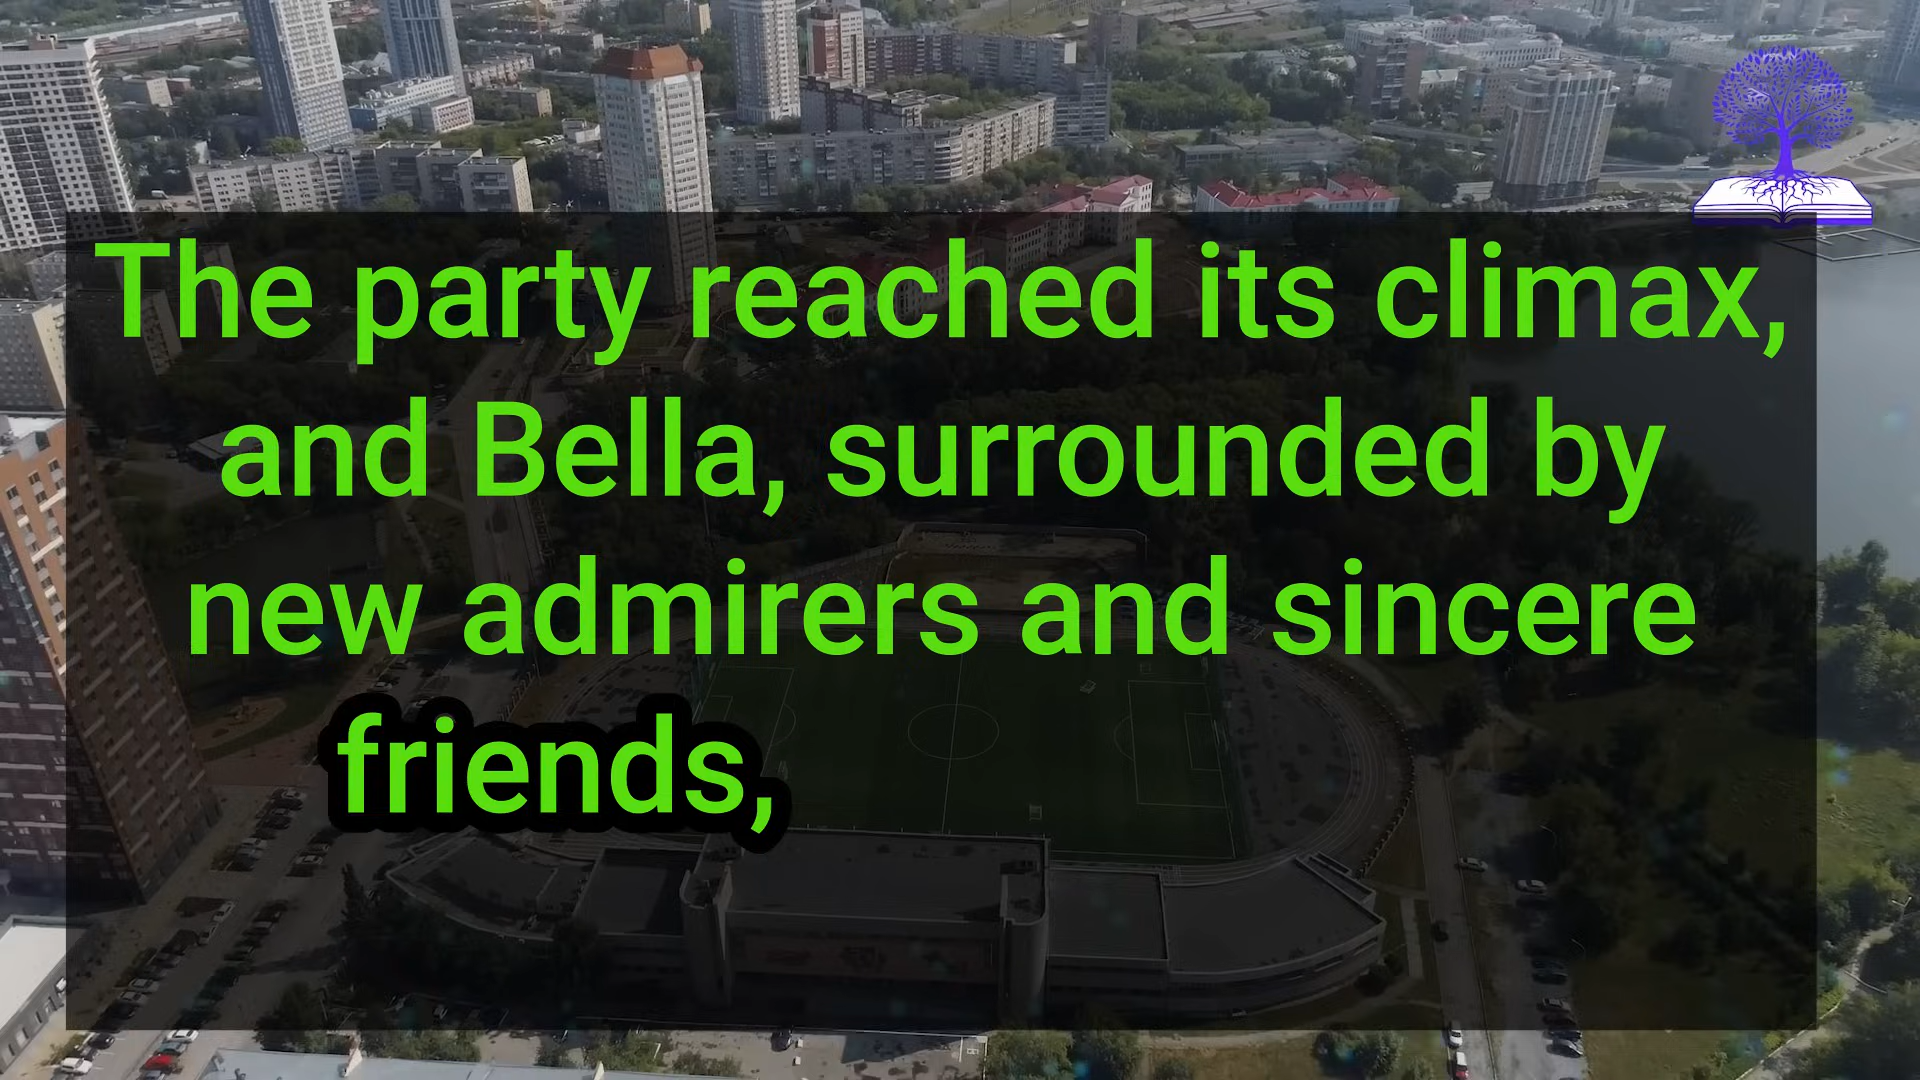 The party reached its climax,
and Bella, surrounded by
new admirers and sincere
friends,